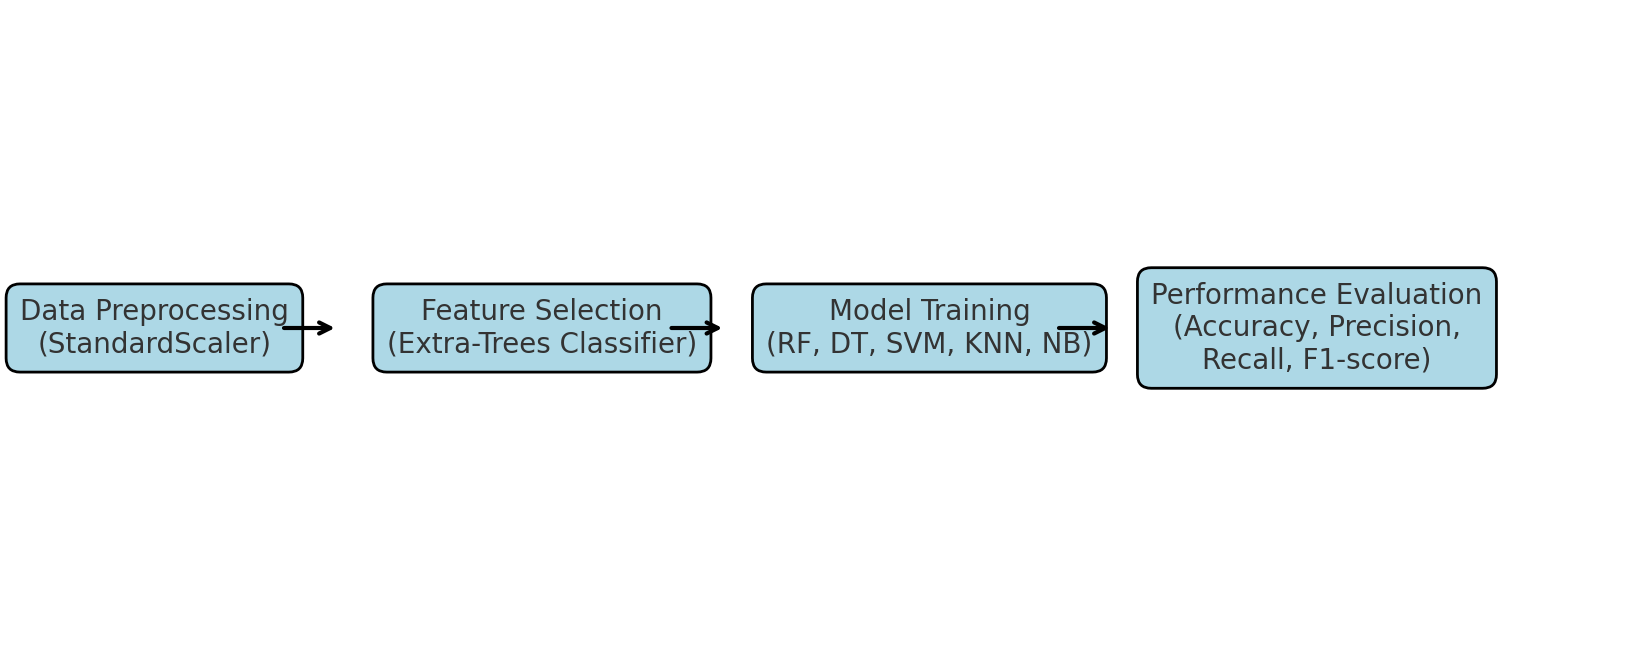 Data Preprocessing
(StandardScaler)
Feature Selection
(Extra-Trees Classifier)
Model Training
(RF, DT, SVM, KNN, NB)
Performance Evaluation
(Accuracy, Precision,
Recall, F1-score)